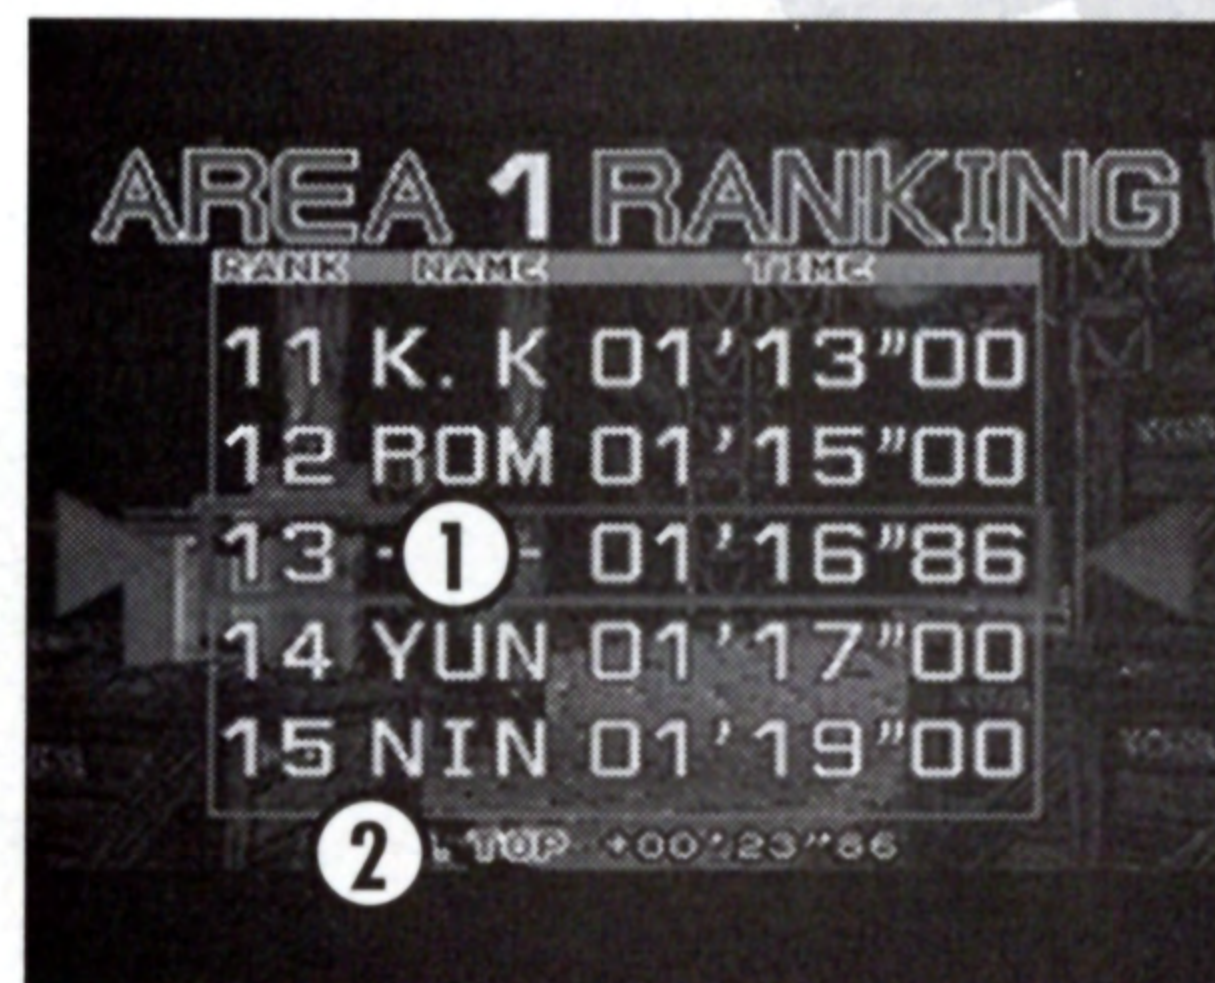 AREA 1 RANKING
RANK NAME TIME
11 K. K 01'13"00
12 ROM 01'15"00
13 - 1 - 01'16"86
14 YUN 01'17"00
15 NIN 01'19"00
2 . TOP +00'23"86